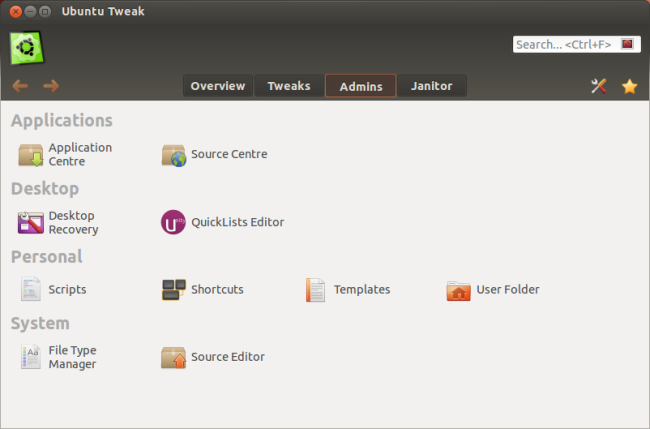 Ubuntu Tweak
Search... <Ctrl+F>
Overview Tweaks Admins Janitor
Applications
Application
Centre
Source Centre
Desktop
Desktop
Recovery
QuickLists Editor
Personal
Scripts Shortcuts Templates User Folder
System
File Type
Manager
Source Editor